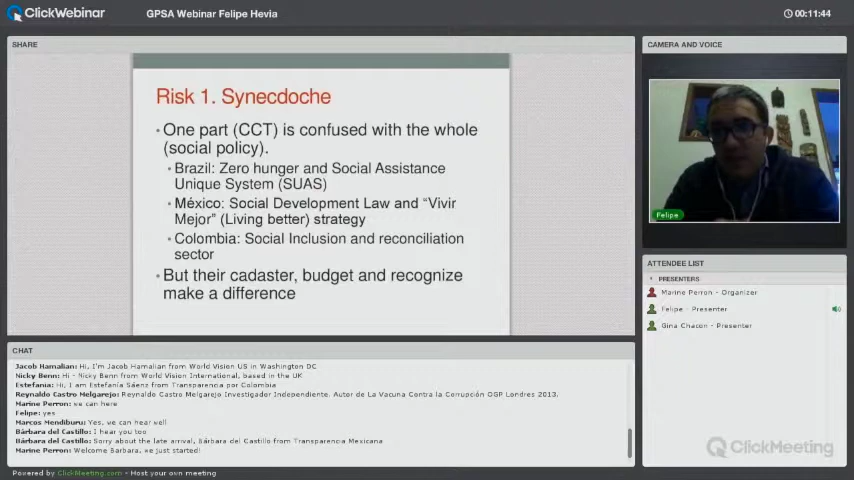 ClickWebinar
GPSA Webinar Felipe Hevia
00:11:44
SHARE
Risk 1. Synecdoche
• One part (CCT) is confused with the whole
(social policy).
• Brazil: Zero hunger and Social Assistance
Unique System (SUAS)
• México: Social Development Law and “Vivir
Mejor” (Living better) strategy
• Colombia: Social Inclusion and reconciliation
sector
• But their cadaster, budget and recognize
make a difference
CAMERA AND VOICE
Felipe
ATTENDEE LIST
PRESENTERS
Marine Perron - Organizer
Felipe - Presenter
Gina Chacon - Presenter
CHAT
Jacob Hamalian: Hi, I'm Jacob Hamalian from World Vision US in Washington DC
Nicky Benn: Hi - Nicky Benn from World Vision International, based in the UK
Estefania: Hi, I am Estefanía Sáenz from Transparencia por Colombia
Reynaldo Castro Melgarejo: Reynaldo Castro Melgarejo Investigador Independiente. Autor de La Vacuna Contra la Corrupción OGP Londres 2013.
Marine Perron: we can here
Felipe: yes
Marcos Mendiburu: Yes, we can hear well
Bárbara del Castillo: I hear you too
Bárbara del Castillo: Sorry about the late arrival, Bárbara del Castillo from Transparencia Mexicana
Marine Perron: Welcome Barbara, we just started!
ClickMeeting
Powered by ClickMeeting.com - Host your own meeting